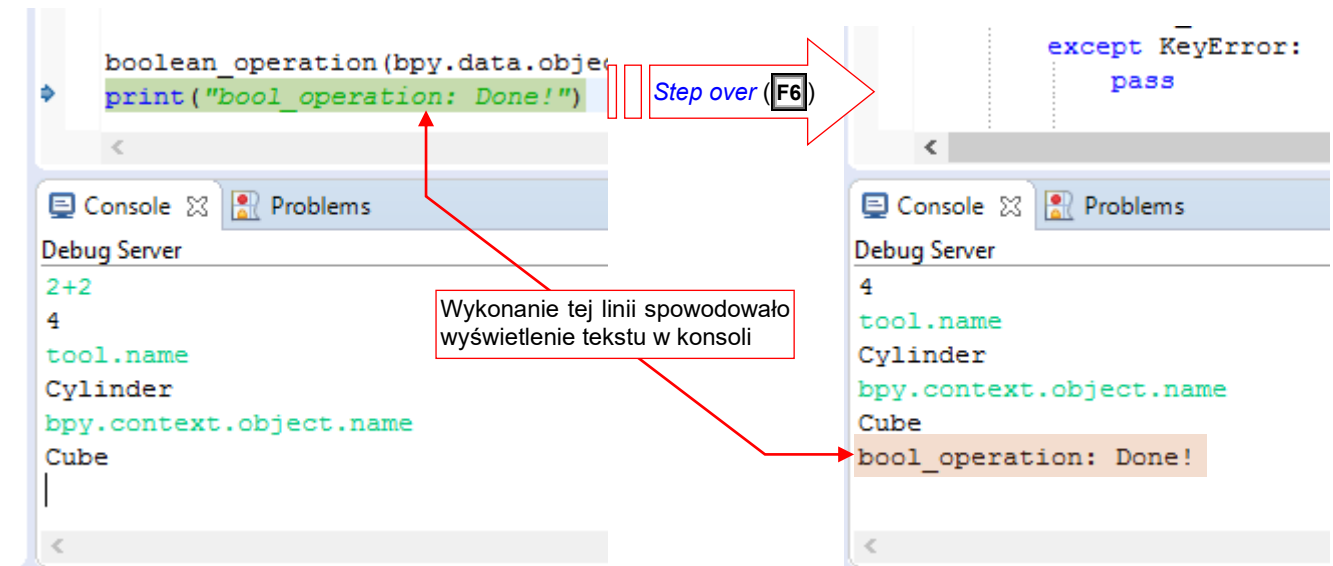 boolean_operation(bpy.data.obje
print("bool_operation: Done!")
Step over (F6)
except KeyError:
pass
Console Problems
Debug Server
2+2
4
tool.name
Cylinder
bpy.context.object.name
Cube
Wykonanie tej linii spowodowało
wyświetlenie tekstu w konsoli
Console Problems
Debug Server
4
tool.name
Cylinder
bpy.context.object.name
Cube
bool_operation: Done!